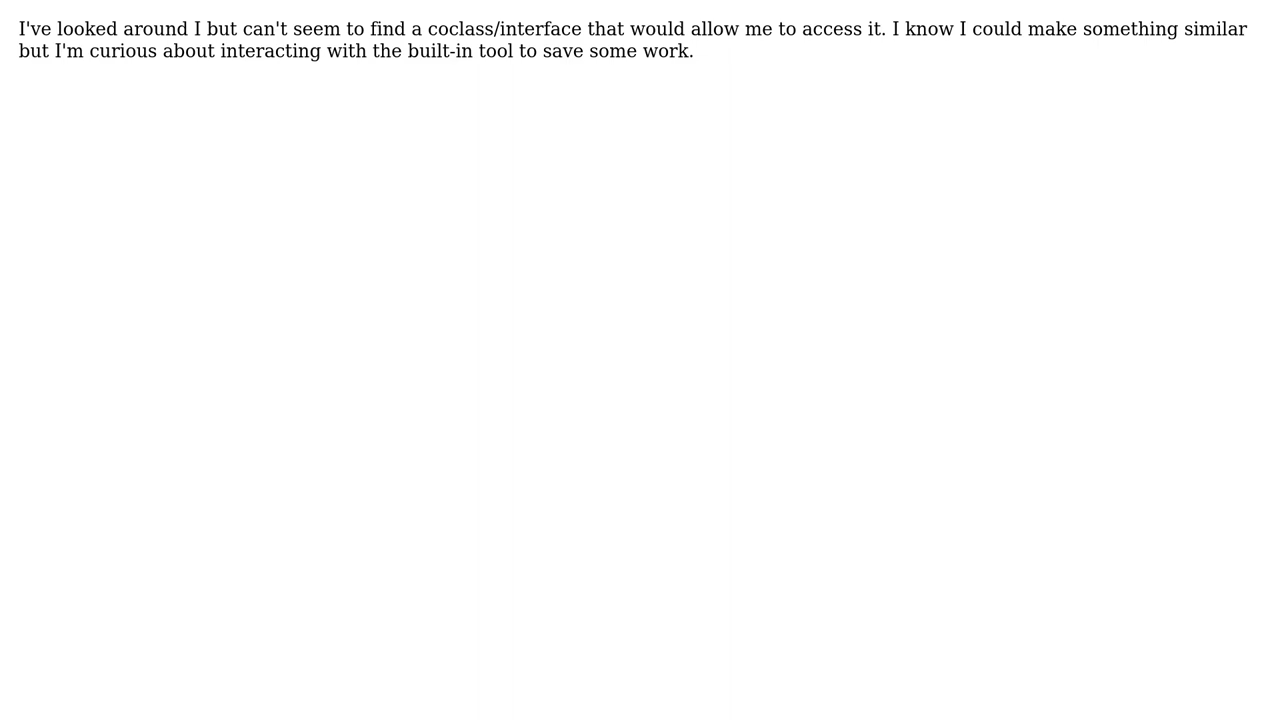 I've looked around I but can't seem to find a coclass/interface that would allow me to access it. I know I could make something similar
but I'm curious about interacting with the built-in tool to save some work.